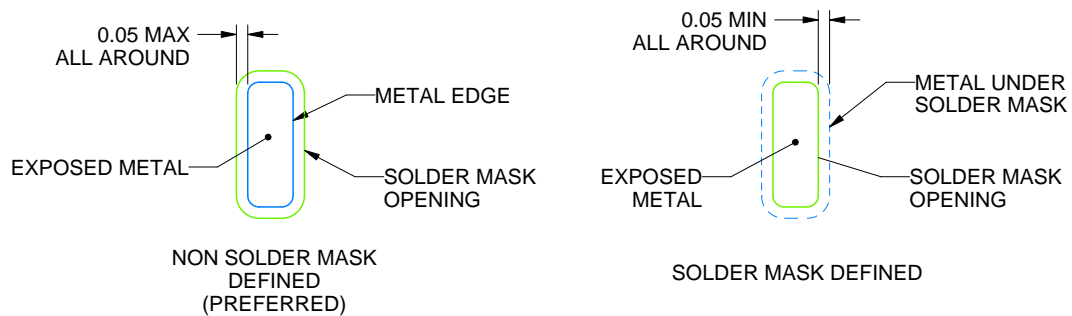 0.05 MAX
ALL AROUND
METAL EDGE
EXPOSED METAL
SOLDER MASK
OPENING
NON SOLDER MASK
DEFINED
(PREFERRED)
0.05 MIN
ALL AROUND
METAL UNDER
SOLDER MASK
EXPOSED
METAL
SOLDER MASK
OPENING
SOLDER MASK DEFINED